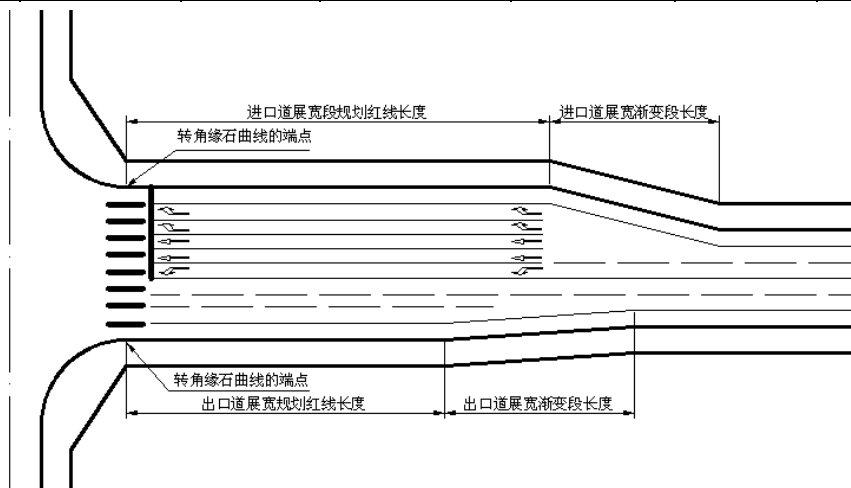 进口道展宽段规划红线长度
进口道展宽渐变段长度
转角缘石曲线的端点
转角缘石曲线的端点
出口道展宽规划红线长度
出口道展宽渐变段长度